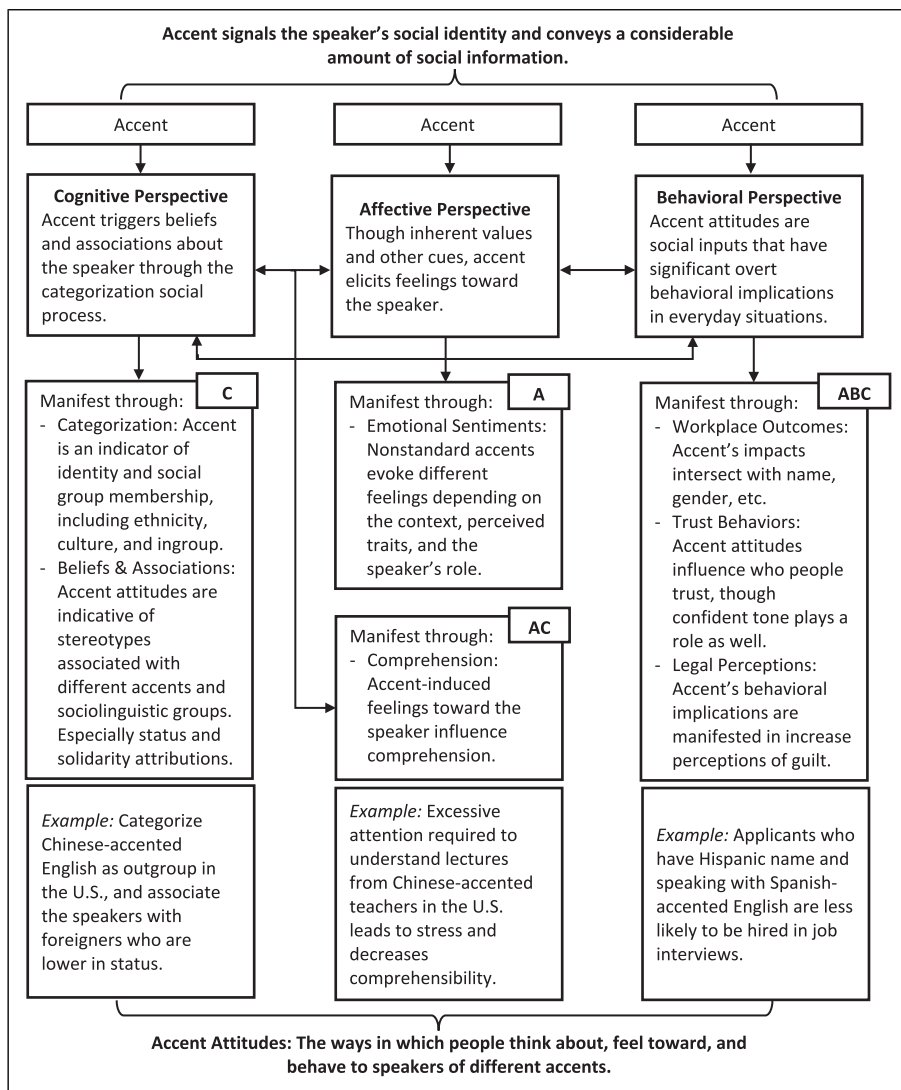 Accent signals the speaker’s social identity and conveys a considerable
amount of social information.
Accent
Accent
Accent
Cognitive Perspective
Accent triggers beliefs
and associations about
the speaker through the
categorization social
process.
Affective Perspective
Though inherent values
and other cues, accent
elicits feelings toward
the speaker.
Behavioral Perspective
Accent attitudes are
social inputs that have
significant overt
behavioral implications
in everyday situations.
C
Manifest through:
- Categorization: Accent
is an indicator of
identity and social
group membership,
including ethnicity,
culture, and ingroup.
- Beliefs & Associations:
Accent attitudes are
indicative of
stereotypes
associated with
different accents and
sociolinguistic groups.
Especially status and
solidarity attributions.
A
Manifest through:
- Emotional Sentiments:
Nonstandard accents
evoke different
feelings depending on
the context, perceived
traits, and the
speaker’s role.
AC
Manifest through:
- Comprehension:
Accent-induced
feelings toward the
speaker influence
comprehension.
ABC
Manifest through:
- Workplace Outcomes:
Accent’s impacts
intersect with name,
gender, etc.
- Trust Behaviors:
Accent attitudes
influence who people
trust, though
confident tone plays a
role as well.
- Legal Perceptions:
Accent’s behavioral
implications are
manifested in increase
perceptions of guilt.
Example: Categorize
Chinese-accented
English as outgroup in
the U.S., and associate
the speakers with
foreigners who are
lower in status.
Example: Excessive
attention required to
understand lectures
from Chinese-accented
teachers in the U.S.
leads to stress and
decreases
comprehensibility.
Example: Applicants who
have Hispanic name and
speaking with Spanish-
accented English are less
likely to be hired in job
interviews.
Accent Attitudes: The ways in which people think about, feel toward, and
behave to speakers of different accents.